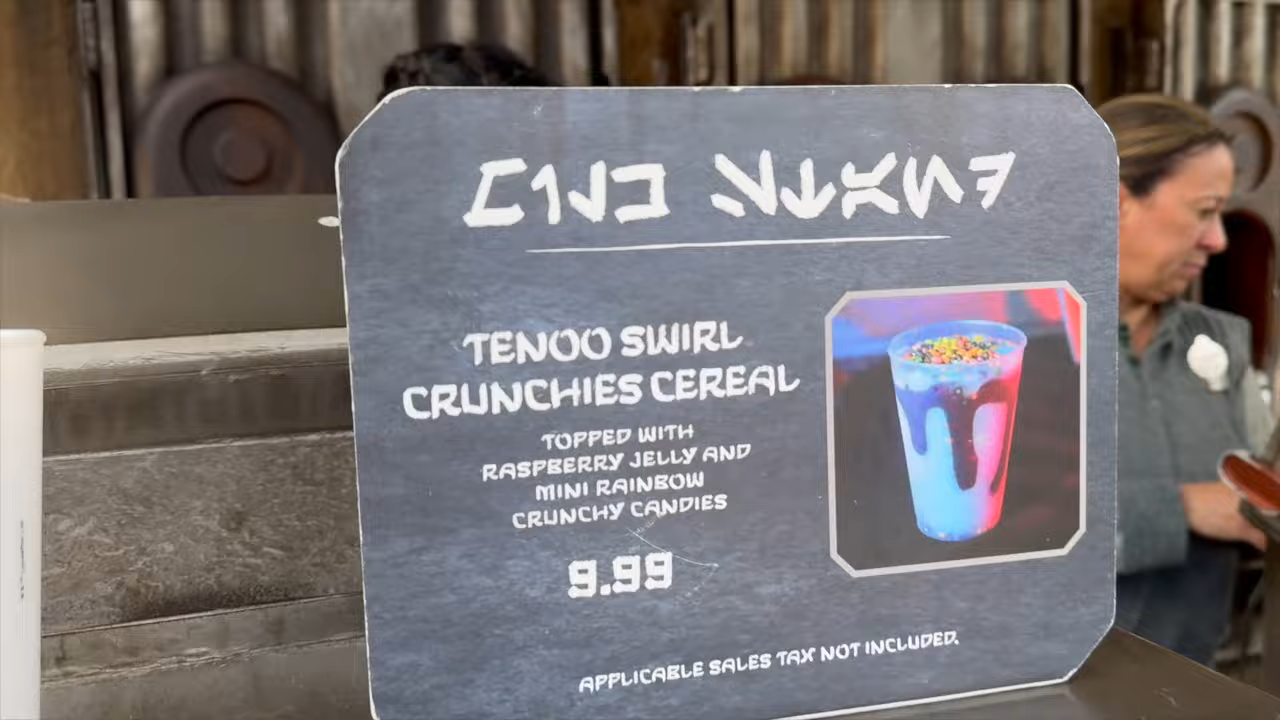 TENOO SWIRL
CRUNCHIES CEREAL
TOPPED WITH
RASPBERRY JELLY AND
MINI RAINBOW
CRUNCHY CANDIES
9.99
APPLICABLE SALES TAX NOT INCLUDED.